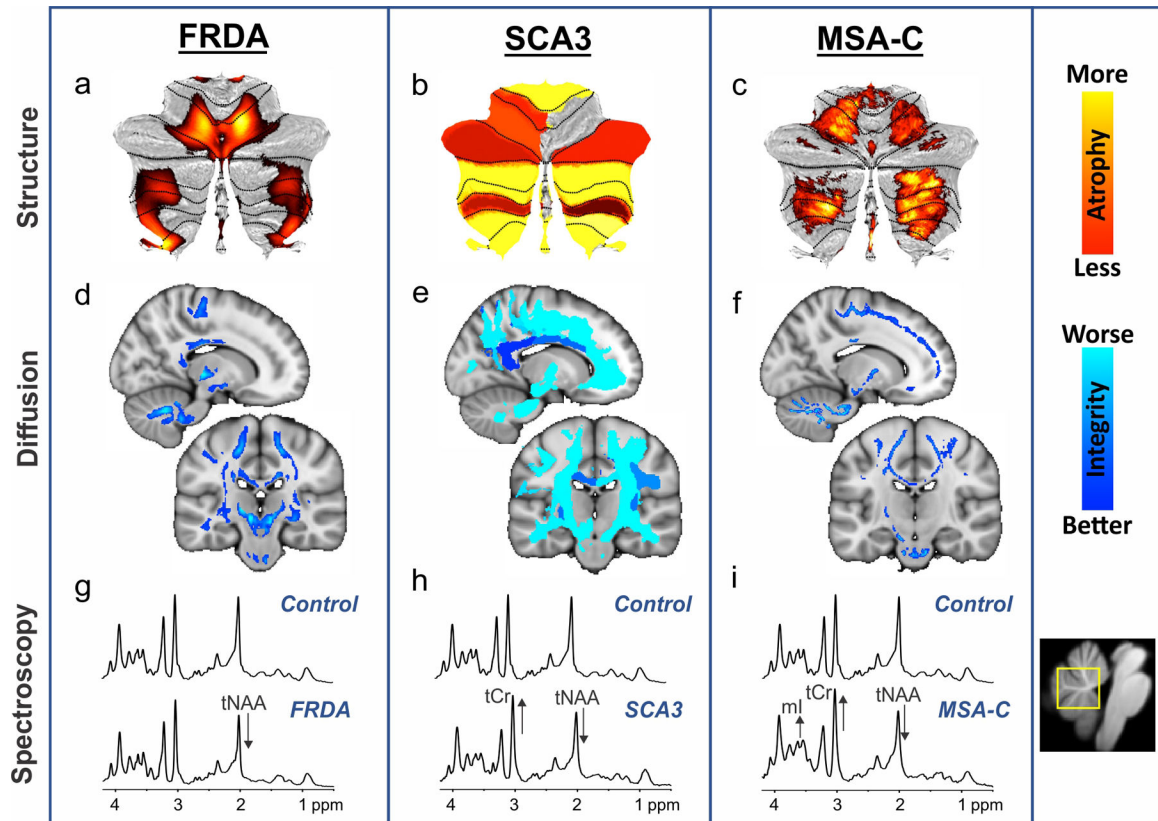 FRDA
SCA3
MSA-C
Structure
a
b
c
More
Atrophy
Less
Diffusion
d
e
f
Worse
Integrity
Better
Spectroscopy
g
Control
tNAA
FRDA
4 3 2 1 ppm
h
Control
tCr
tNAA
SCA3
4 3 2 1 ppm
i
Control
mI
tCr
tNAA
MSA-C
4 3 2 1 ppm